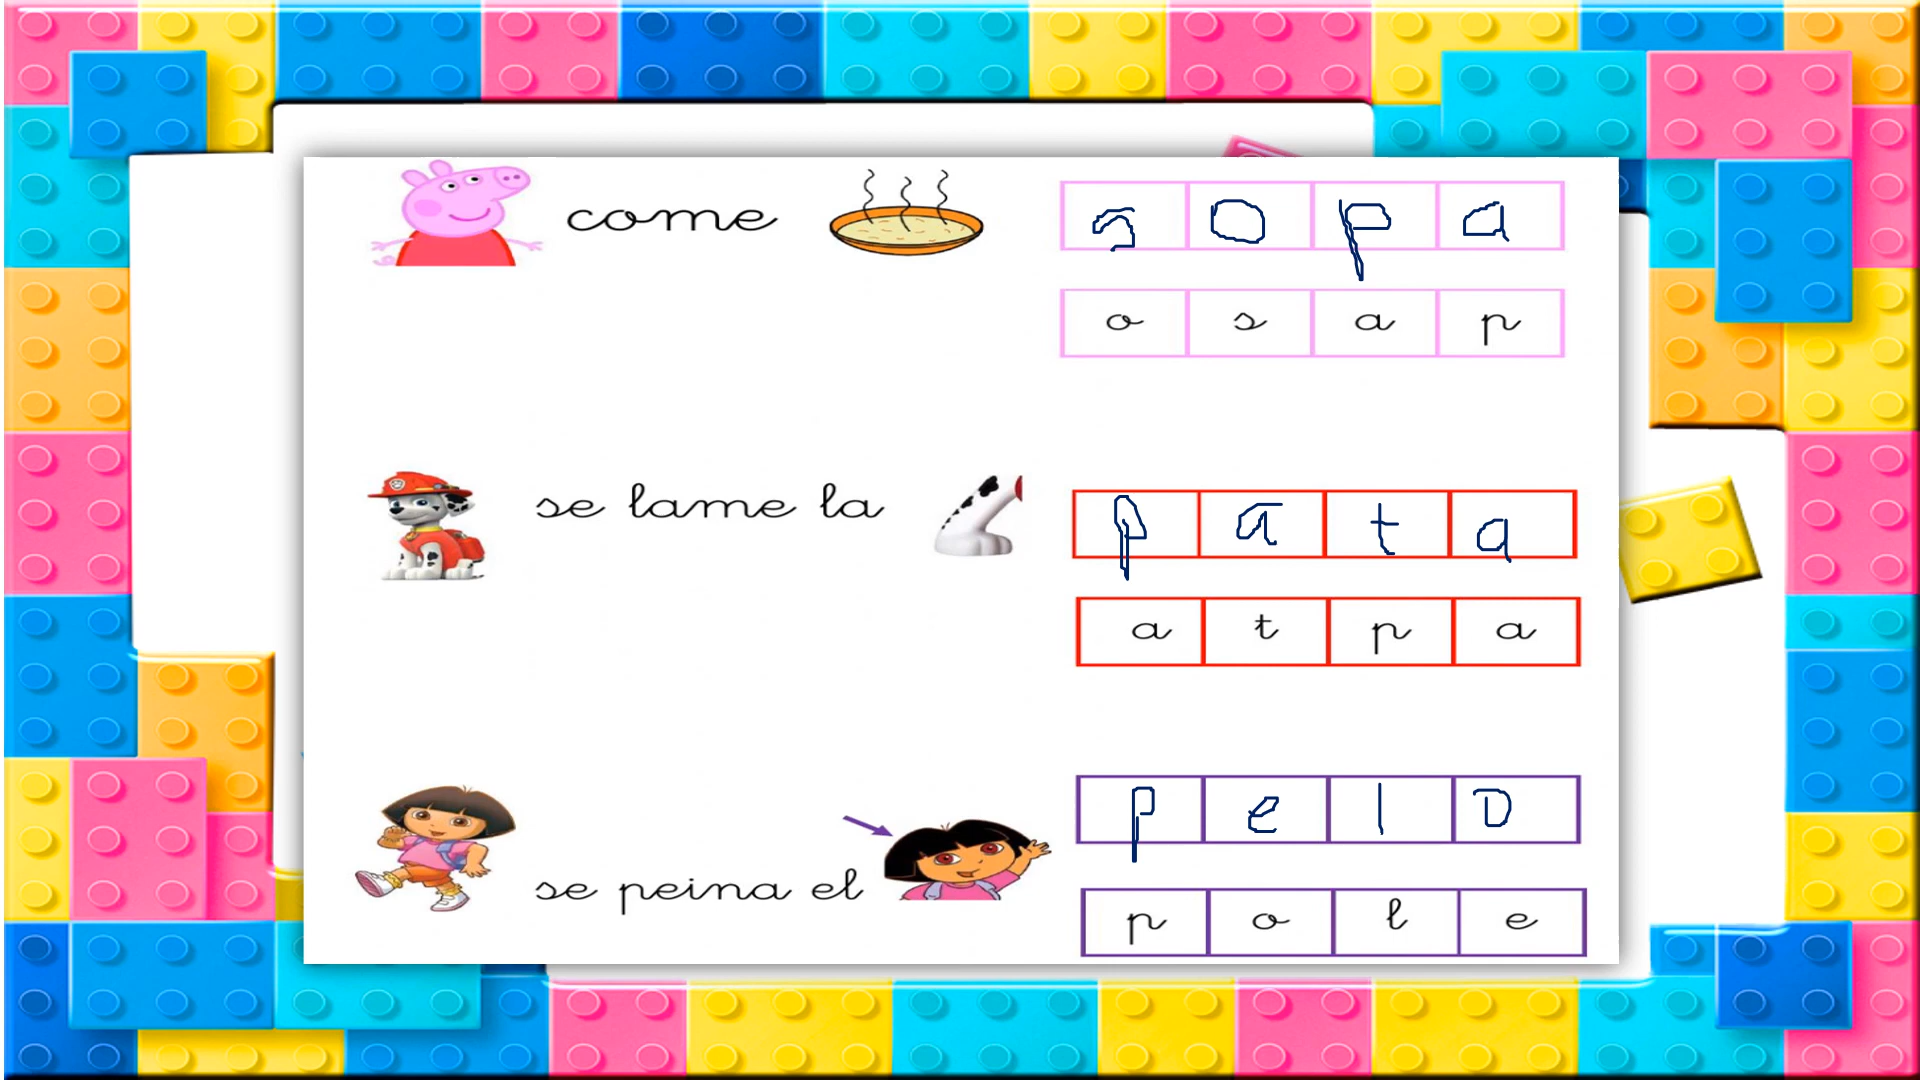 come s o p a
o s a p
se lame la p a t a
a t p a
p e l o
se peina el
p o l e